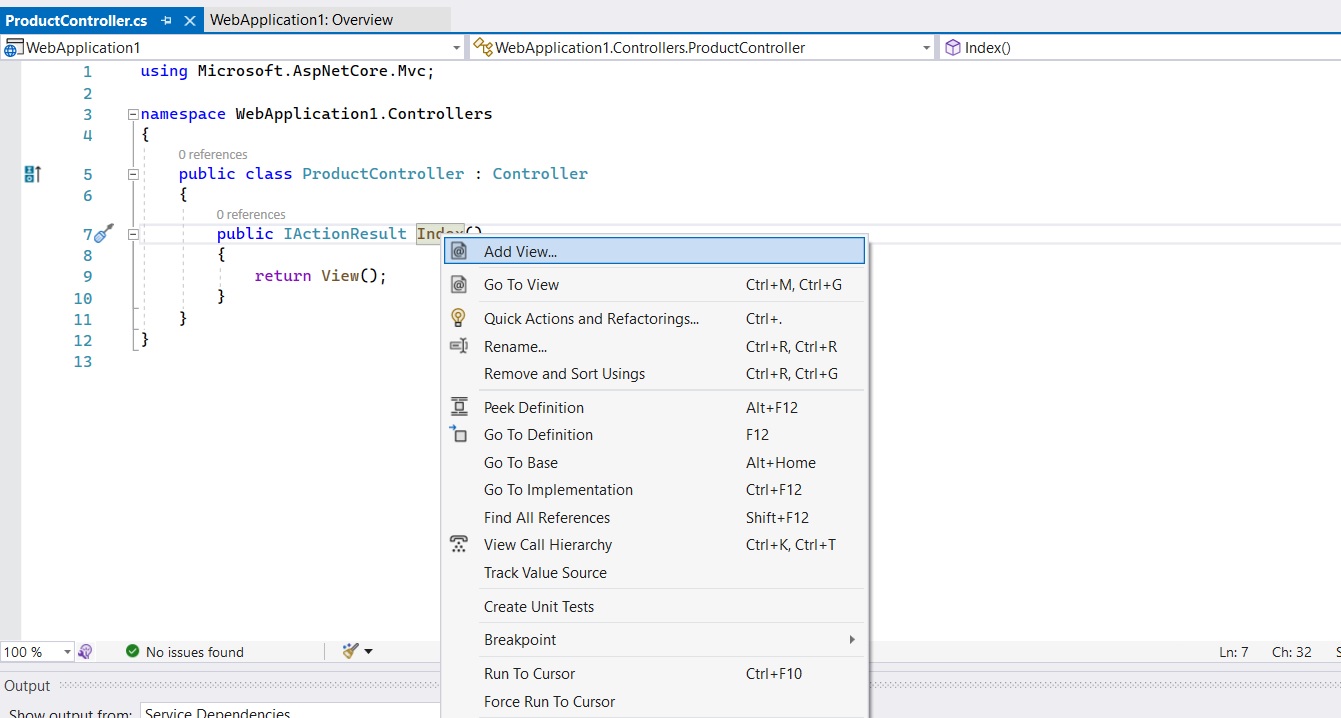 ProductController.cs WebApplication1: Overview
WebApplication1 WebApplication1.Controllers.ProductController Index()
1 using Microsoft.AspNetCore.Mvc;
2
3 namespace WebApplication1.Controllers
4 {
0 references
5 public class ProductController : Controller
6 {
0 references
7 public IActionResult Index()
8 {
9 return View();
10 }
11 }
12 }
13
Add View...
Go To View Ctrl+M, Ctrl+G
Quick Actions and Refactorings... Ctrl+.
Rename... Ctrl+R, Ctrl+R
Remove and Sort Usings Ctrl+R, Ctrl+G
Peek Definition Alt+F12
Go To Definition F12
Go To Base Alt+Home
Go To Implementation Ctrl+F12
Find All References Shift+F12
View Call Hierarchy Ctrl+K, Ctrl+T
Track Value Source
Create Unit Tests
Breakpoint
Run To Cursor Ctrl+F10
Force Run To Cursor
100 % No issues found Ln: 7 Ch: 32 S
Output
Show output from: Service Dependencies